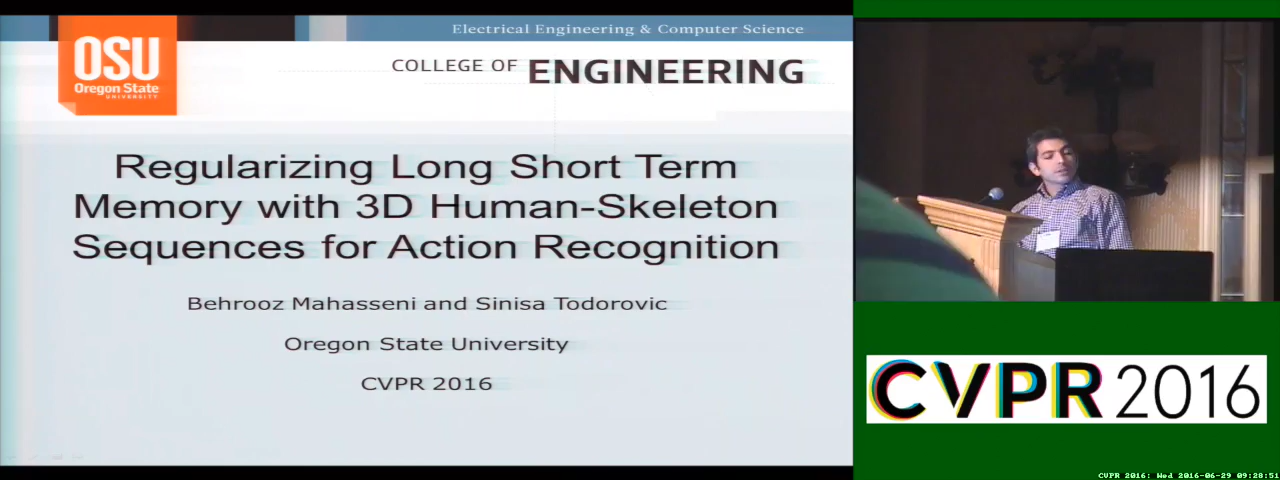 Electrical Engineering & Computer Science
OSU
Oregon State
UNIVERSITY
COLLEGE OF ENGINEERING
Regularizing Long Short Term
Memory with 3D Human-Skeleton
Sequences for Action Recognition
Behrooz Mahasseni and Sinisa Todorovic
Oregon State University
CVPR 2016
CVPR 2016
CVPR 2016: Wed 2016-06-29 09:28:51